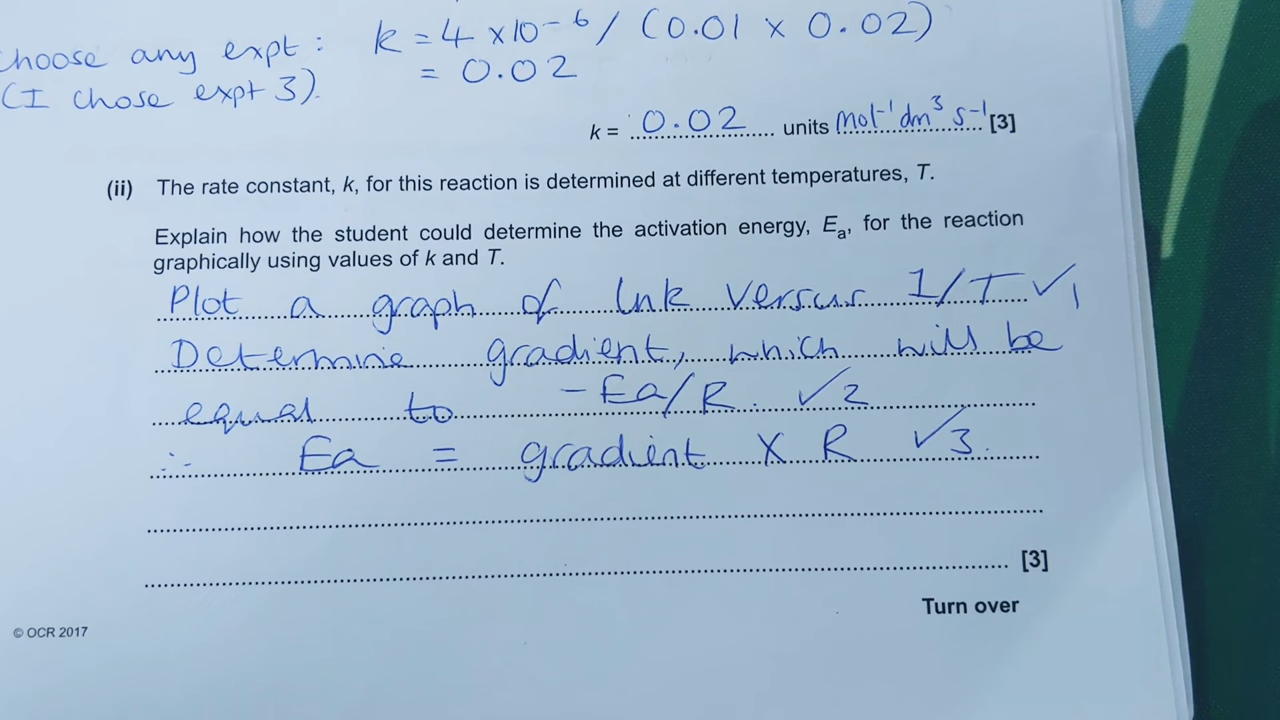 choose any expt: k = 4 x10⁻⁶ / (0.01 x 0.02)
(I chose expt 3). = 0.02
k = 0.02 units mol⁻¹ dm³ s⁻¹ [3]
(ii) The rate constant, k, for this reaction is determined at different temperatures, T.
Explain how the student could determine the activation energy, Eₐ, for the reaction
graphically using values of k and T.
Plot a graph of lnk versus 1/T ✓1
Determine gradient, which will be
equal to -Ea/R. ✓2
∴ Ea = gradient x R ✓3.
[3]
Turn over
© OCR 2017